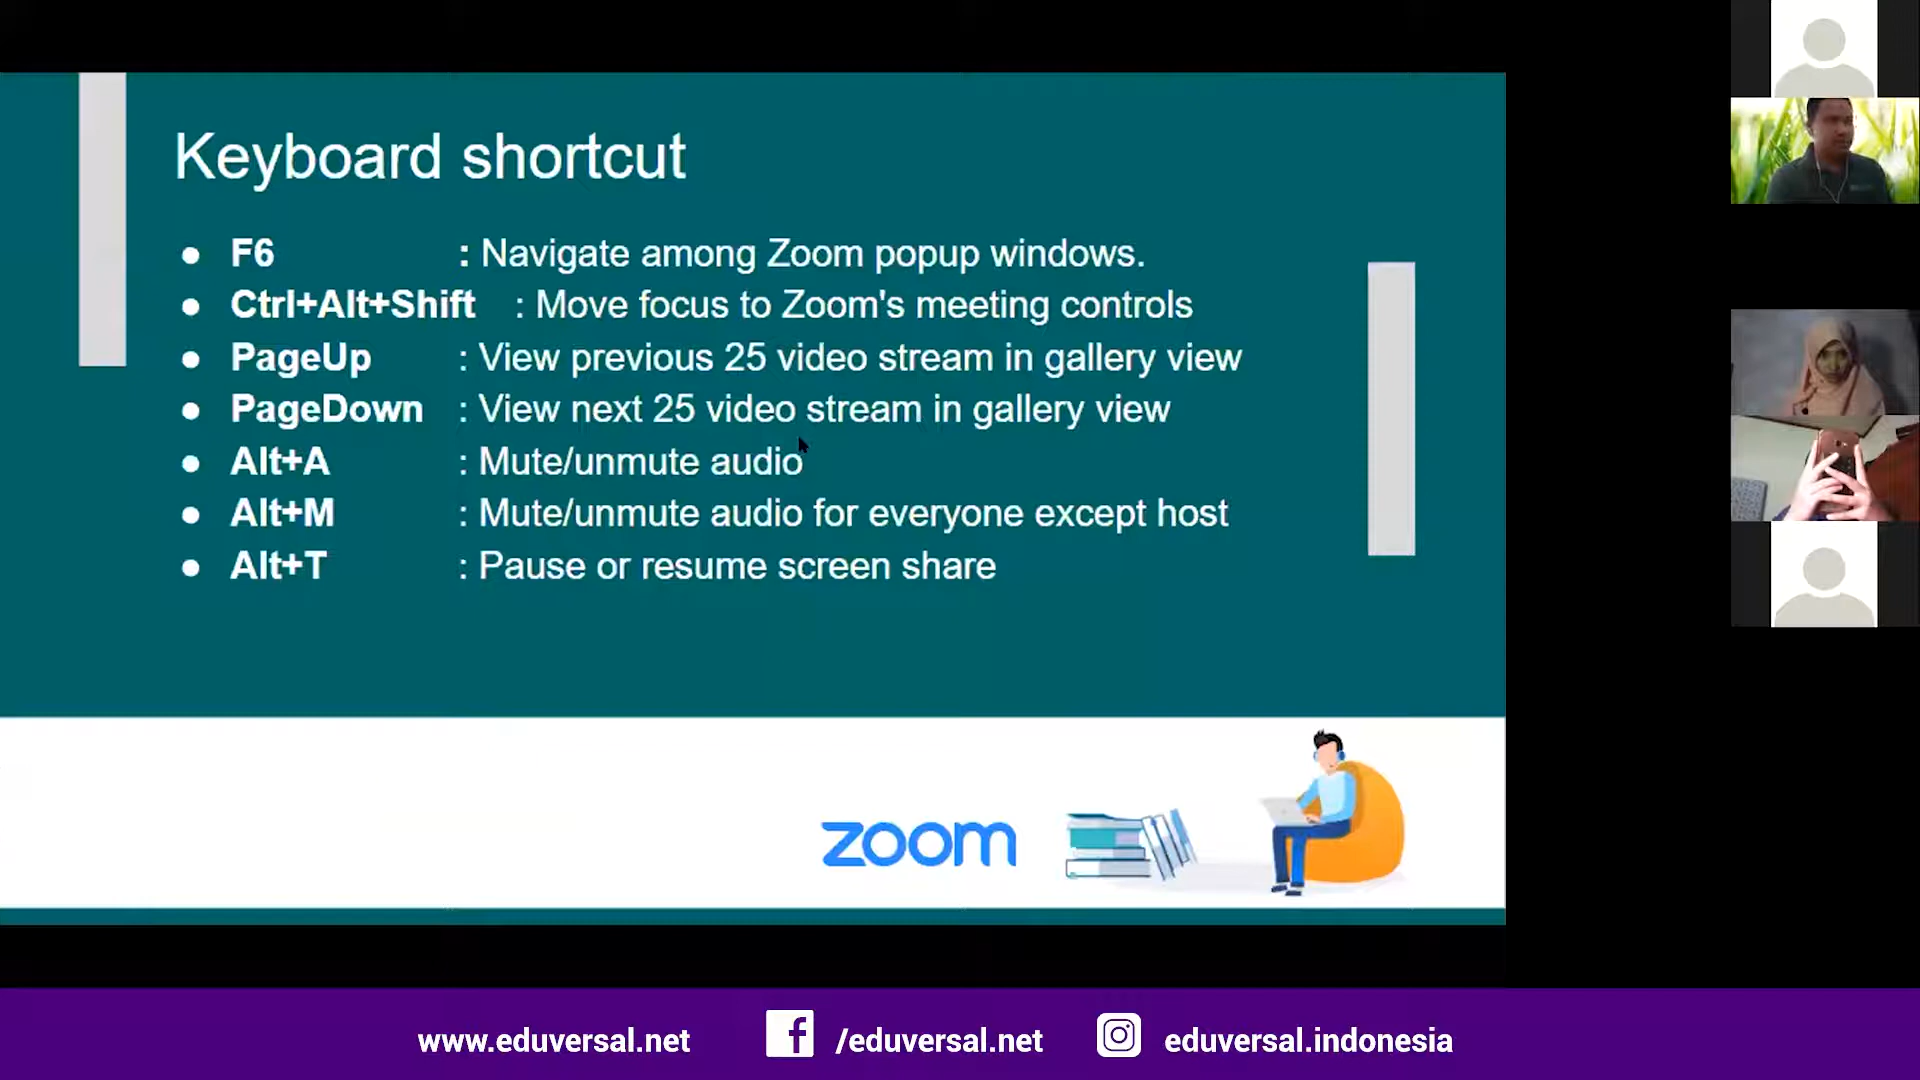 Keyboard shortcut
● F6 : Navigate among Zoom popup windows.
● Ctrl+Alt+Shift : Move focus to Zoom's meeting controls
● PageUp : View previous 25 video stream in gallery view
● PageDown : View next 25 video stream in gallery view
● Alt+A : Mute/unmute audio
● Alt+M : Mute/unmute audio for everyone except host
● Alt+T : Pause or resume screen share
zoom
www.eduversal.net f /eduversal.net eduversal.indonesia